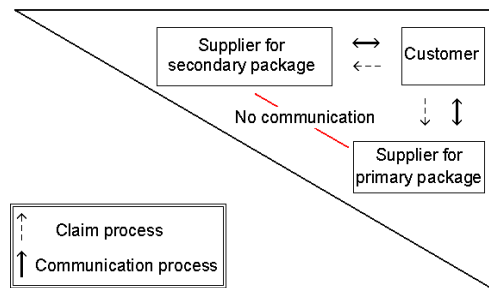 Supplier for
secondary package
Customer
No communication
Supplier for
primary package
Claim process
Communication process